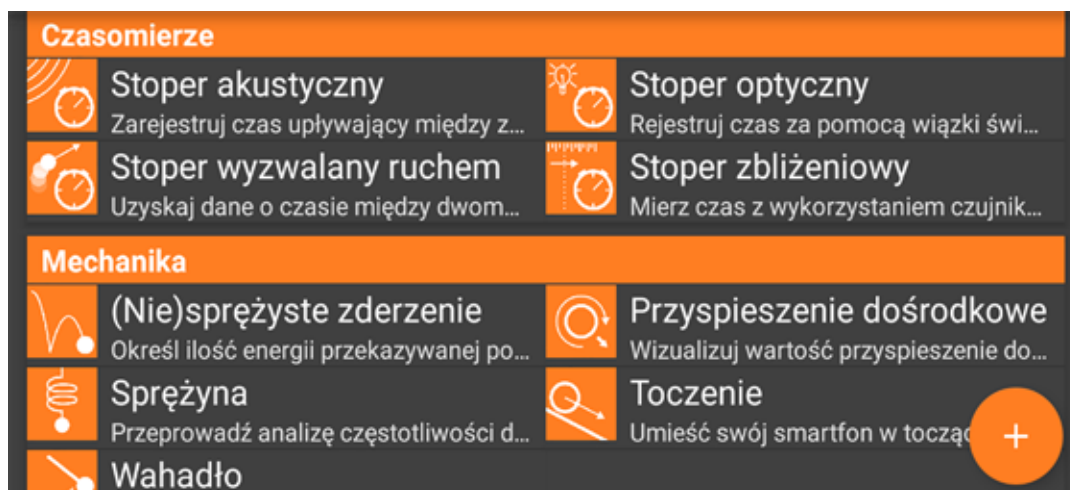 Czasomierze
Stoper akustyczny
Zarejestruj czas upływający między z...
Stoper optyczny
Rejestruj czas za pomocą wiązki świ...
Stoper wyzwalany ruchem
Uzyskaj dane o czasie między dwom...
Stoper zbliżeniowy
Mierz czas z wykorzystaniem czujnik...
Mechanika
(Nie)sprężyste zderzenie
Określ ilość energii przekazywanej po...
Przyspieszenie dośrodkowe
Wizualizuj wartość przyspieszenie do...
Sprężyna
Przeprowadź analizę częstotliwości d...
Toczenie
Umieść swój smartfon w tocząc
+
Wahadło